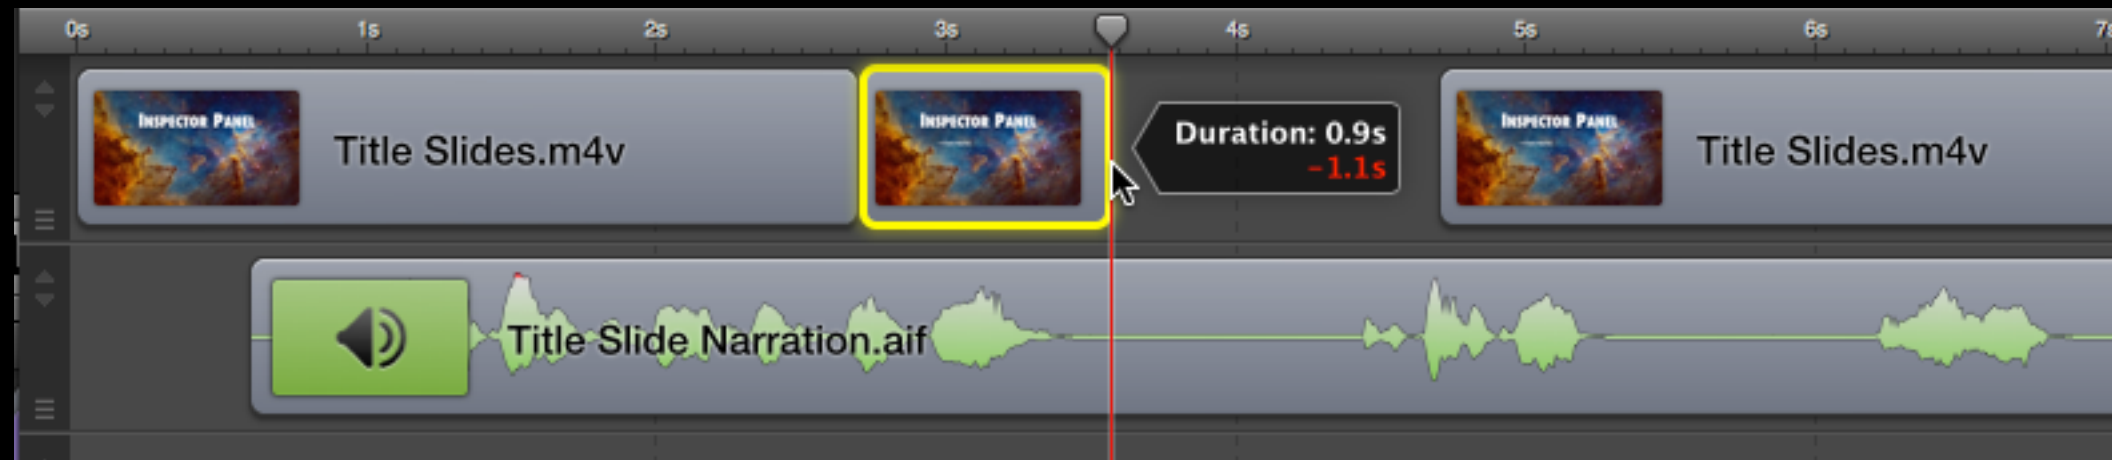 0s 1s 2s 3s 4s 5s 6s
INSPECTOR PANEL
Title Slides.m4v
INSPECTOR PANEL
Duration: 0.9s
-1.1s
INSPECTOR PANEL
Title Slides.m4v
Title Slide Narration.aif